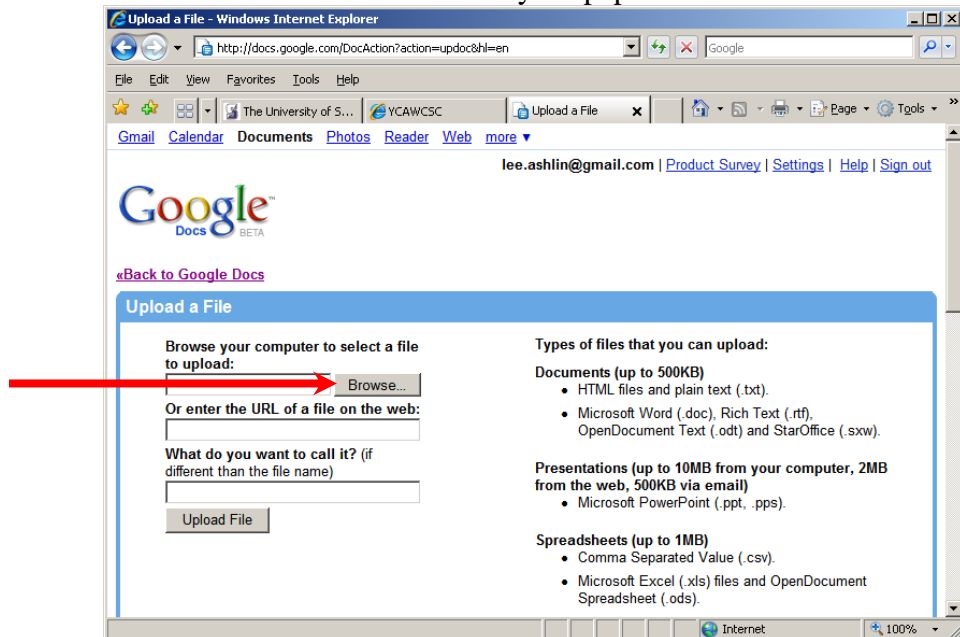 Upload a File - Windows Internet Explorer
http://docs.google.com/DocAction?action=updoc&hl=en
Google
File Edit View Favorites Tools Help
The University of S... YCAWCSC Upload a File Page Tools
Gmail Calendar Documents Photos Reader Web more ▼
lee.ashlin@gmail.com | Product Survey | Settings | Help | Sign out
Google™
Docs BETA
«Back to Google Docs
Upload a File
Browse your computer to select a file
to upload:
Browse...
Or enter the URL of a file on the web:
What do you want to call it? (if
different than the file name)
Upload File
Types of files that you can upload:
Documents (up to 500KB)
• HTML files and plain text (.txt).
• Microsoft Word (.doc), Rich Text (.rtf),
OpenDocument Text (.odt) and StarOffice (.sxw).
Presentations (up to 10MB from your computer, 2MB
from the web, 500KB via email)
• Microsoft PowerPoint (.ppt, .pps).
Spreadsheets (up to 1MB)
• Comma Separated Value (.csv).
• Microsoft Excel (.xls) files and OpenDocument
Spreadsheet (.ods).
Internet 100%